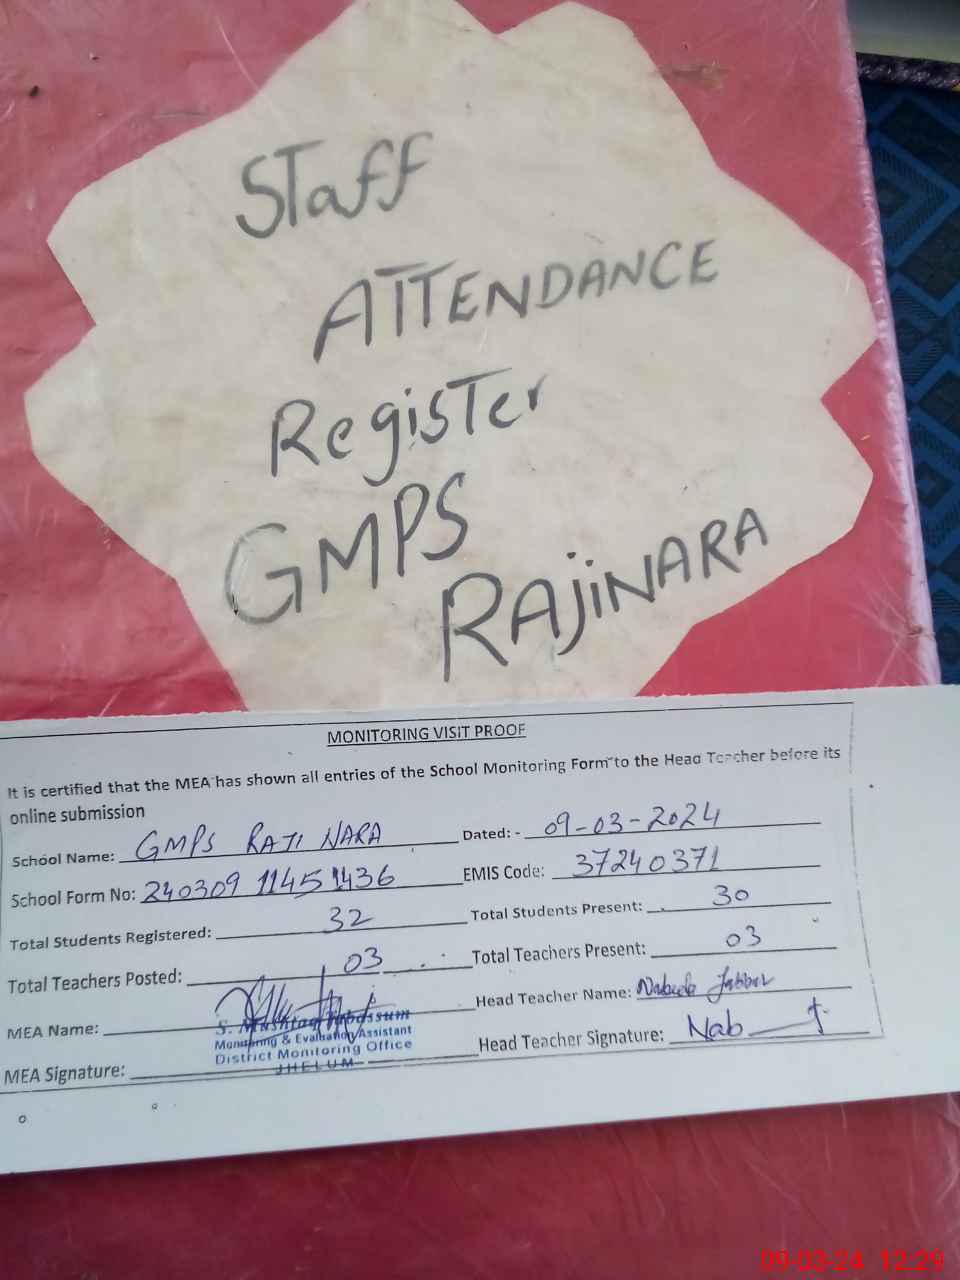 Staff
ATTENDANCE
Register
GMPS
RAJINARA
MONITORING VISIT PROOF
It is certified that the MEA has shown all entries of the School Monitoring Form to the Head Teacher before its
online submission
School Name: GMPS RAJI NARA Dated: - 09-03-2024
School Form No: 240309 11451436 EMIS Code: 37240371
Total Students Registered: 32 Total Students Present: 30
Total Teachers Posted: 03 Total Teachers Present: 03
MEA Name: Head Teacher Name: Nabeela Jabbar
S. Mushtaq Tabassum
Monitoring & Evaluation Assistant
District Monitoring Office
JHELUM
MEA Signature: Head Teacher Signature: Nab
09-03-24 12:29